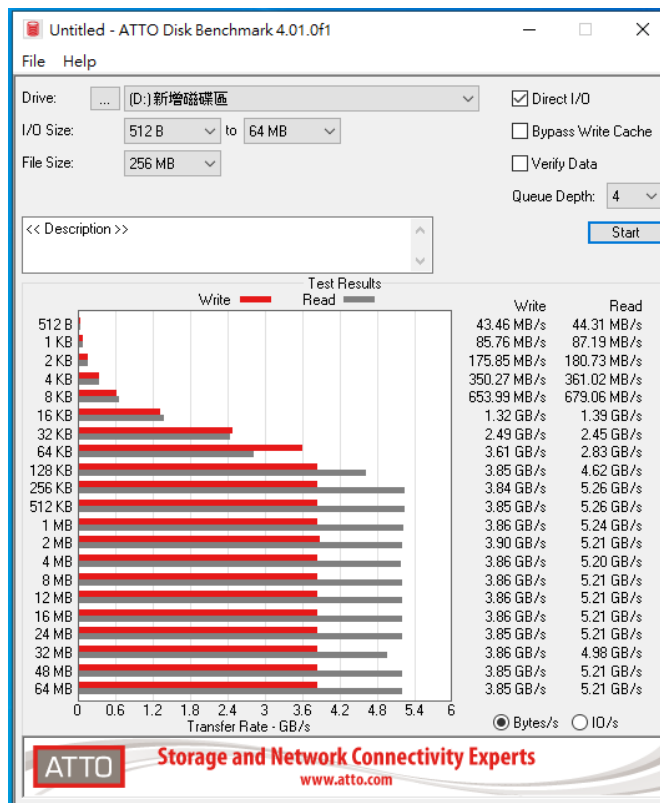 Untitled - ATTO Disk Benchmark 4.01.0f1
File Help
Drive: ... (D:)新增磁碟區
Direct I/O
I/O Size: 512 B to 64 MB
Bypass Write Cache
File Size: 256 MB
Verify Data
Queue Depth: 4
<< Description >>
Start
Test Results
Write Read
Write Read
512 B 43.46 MB/s 44.31 MB/s
1 KB 85.76 MB/s 87.19 MB/s
2 KB 175.85 MB/s 180.73 MB/s
4 KB 350.27 MB/s 361.02 MB/s
8 KB 653.99 MB/s 679.06 MB/s
16 KB 1.32 GB/s 1.39 GB/s
32 KB 2.49 GB/s 2.45 GB/s
64 KB 3.61 GB/s 2.83 GB/s
128 KB 3.85 GB/s 4.62 GB/s
256 KB 3.84 GB/s 5.26 GB/s
512 KB 3.85 GB/s 5.26 GB/s
1 MB 3.86 GB/s 5.24 GB/s
2 MB 3.90 GB/s 5.21 GB/s
4 MB 3.86 GB/s 5.20 GB/s
8 MB 3.86 GB/s 5.21 GB/s
12 MB 3.86 GB/s 5.21 GB/s
16 MB 3.86 GB/s 5.21 GB/s
24 MB 3.86 GB/s 5.21 GB/s
32 MB 3.86 GB/s 4.98 GB/s
48 MB 3.85 GB/s 5.21 GB/s
64 MB 3.85 GB/s 5.21 GB/s
0 0.6 1.2 1.8 2.4 3 3.6 4.2 4.8 5.4 6
Transfer Rate - GB/s
Bytes/s IO/s
ATTO
Storage and Network Connectivity Experts
www.atto.com